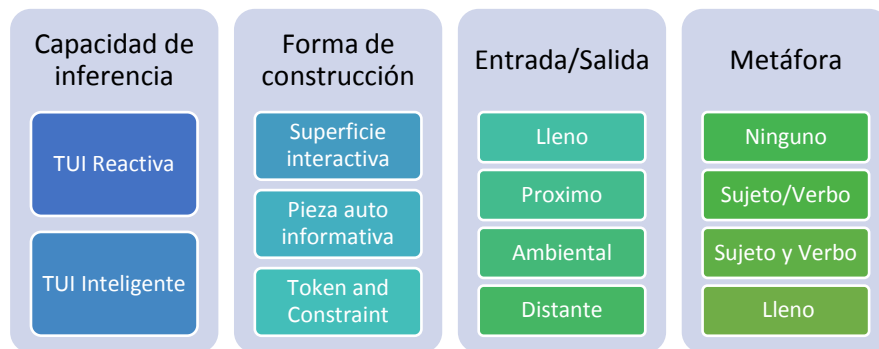 Capacidad de
inferencia
TUI Reactiva
TUI Inteligente
Forma de
construcción
Superficie
interactiva
Pieza auto
informativa
Token and
Constraint
Entrada/Salida
Lleno
Proximo
Ambiental
Distante
Metáfora
Ninguno
Sujeto/Verbo
Sujeto y Verbo
Lleno